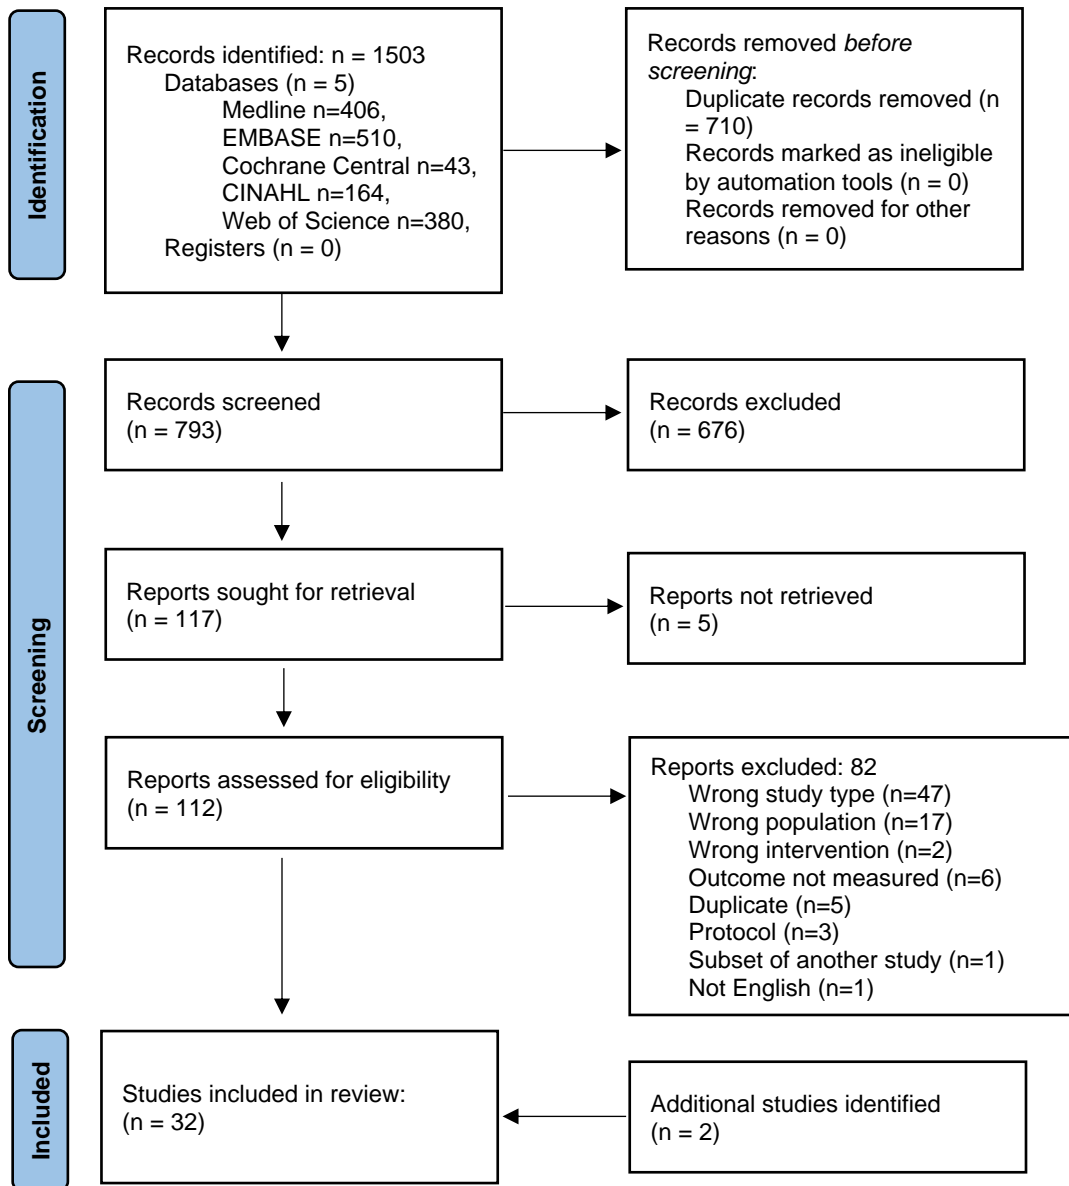 Identification
Records identified: n = 1503
Databases (n = 5)
Medline n=406,
EMBASE n=510,
Cochrane Central n=43,
CINAHL n=164,
Web of Science n=380,
Registers (n = 0)
Records removed before
screening:
Duplicate records removed (n
= 710)
Records marked as ineligible
by automation tools (n = 0)
Records removed for other
reasons (n = 0)
Screening
Records screened
(n = 793)
Records excluded
(n = 676)
Reports sought for retrieval
(n = 117)
Reports not retrieved
(n = 5)
Reports assessed for eligibility
(n = 112)
Reports excluded: 82
Wrong study type (n=47)
Wrong population (n=17)
Wrong intervention (n=2)
Outcome not measured (n=6)
Duplicate (n=5)
Protocol (n=3)
Subset of another study (n=1)
Not English (n=1)
Included
Studies included in review:
(n = 32)
Additional studies identified
(n = 2)